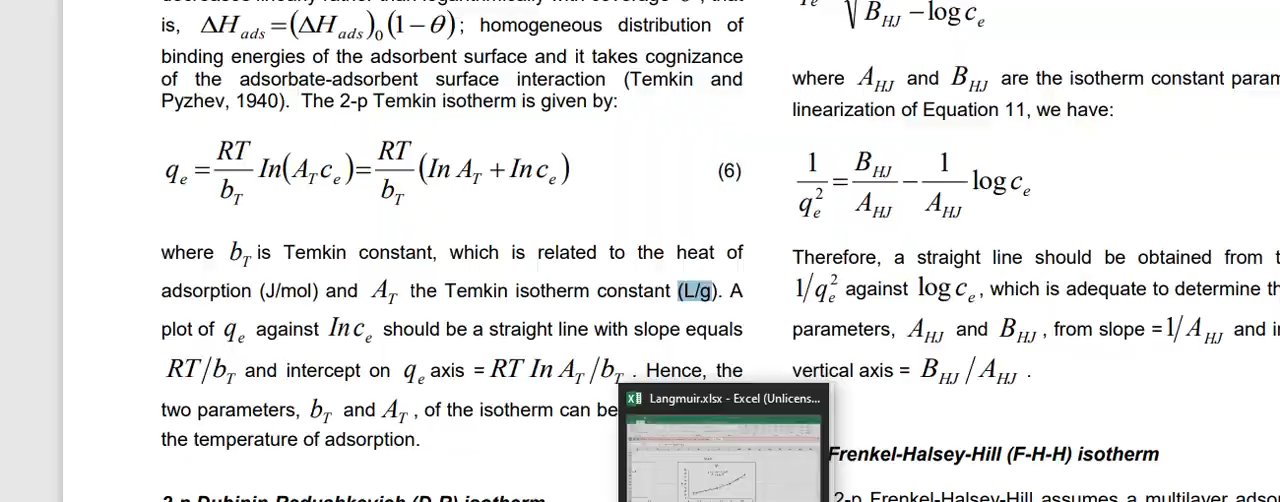 is, ΔH_ads = (ΔH_ads)_0 (1 − θ); homogeneous distribution of
binding energies of the adsorbent surface and it takes cognizance
of the adsorbate-adsorbent surface interaction (Temkin and
Pyzhev, 1940). The 2-p Temkin isotherm is given by:
q_e = RT/b_T In(A_T c_e) = RT/b_T (In A_T + In c_e) (6)
where b_T is Temkin constant, which is related to the heat of
adsorption (J/mol) and A_T the Temkin isotherm constant (L/g). A
plot of q_e against In c_e should be a straight line with slope equals
RT/b_T and intercept on q_e axis = RT In A_T/b_T . Hence, the
two parameters, b_T and A_T , of the isotherm can be
the temperature of adsorption.
√ B_HJ − log c_e
where A_HJ and B_HJ are the isotherm constant param
linearization of Equation 11, we have:
1/q_e^2 = B_HJ/A_HJ − 1/A_HJ log c_e
Therefore, a straight line should be obtained from t
1/q_e^2 against log c_e, which is adequate to determine th
parameters, A_HJ and B_HJ, from slope = 1/A_HJ and in
vertical axis = B_HJ/A_HJ .
Frenkel-Halsey-Hill (F-H-H) isotherm
2-p Frenkel-Halsey-Hill assumes a multilayer adso
Langmuir.xlsx - Excel (Unlicens...